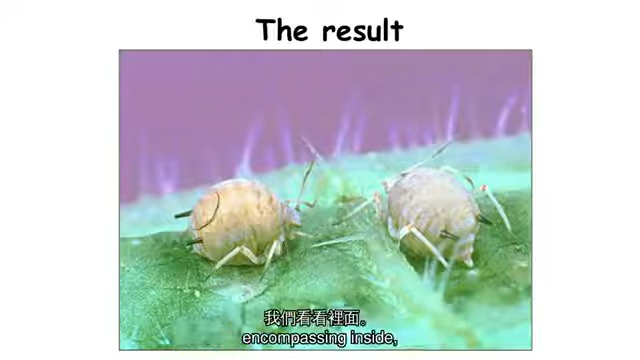 The result
我們看看裡面。
encompassing inside,